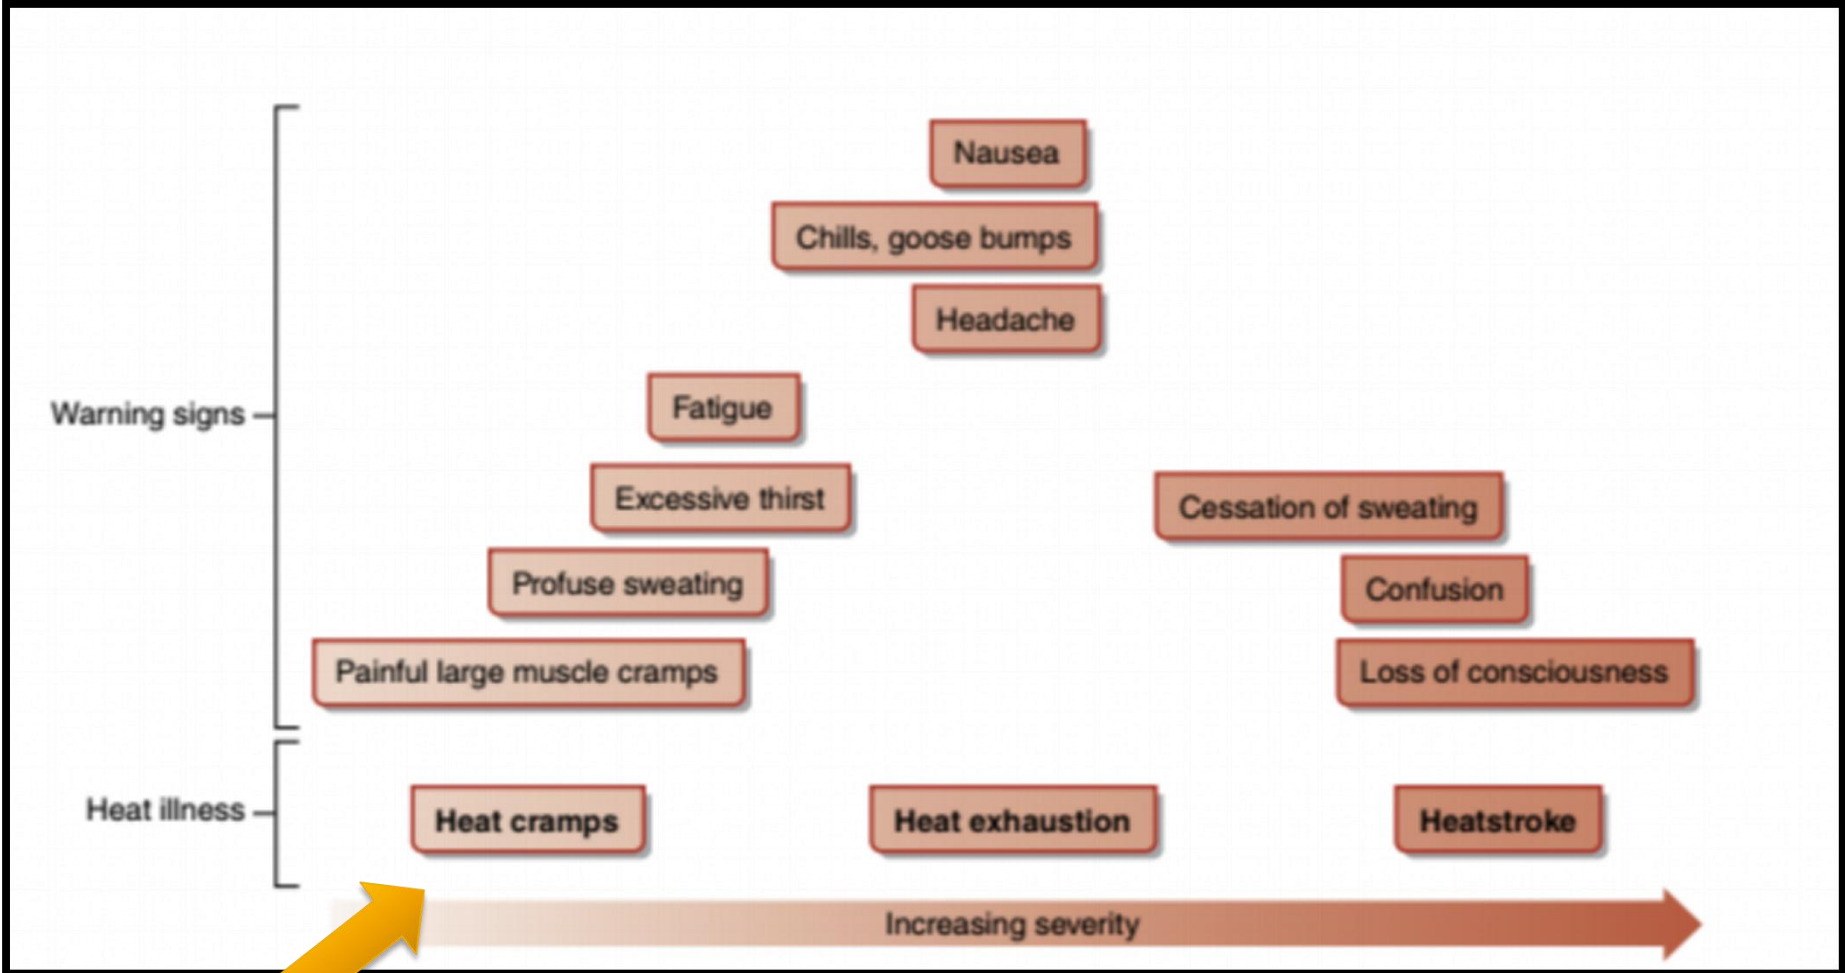 Nausea
Chills, goose bumps
Headache
Fatigue
Warning signs
Excessive thirst
Cessation of sweating
Profuse sweating
Confusion
Painful large muscle cramps
Loss of consciousness
Heat illness
Heat cramps
Heat exhaustion
Heatstroke
Increasing severity